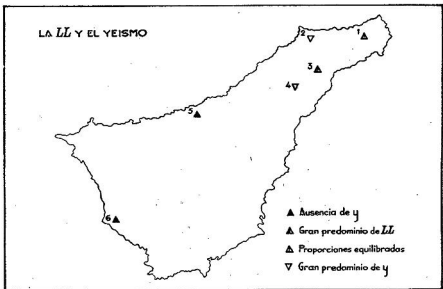 LA LL Y EL YEISMO
1
2
3
4
5
6
Ausencia de y
Gran predominio de LL
Proporciones equilibradas
Gran predominio de y